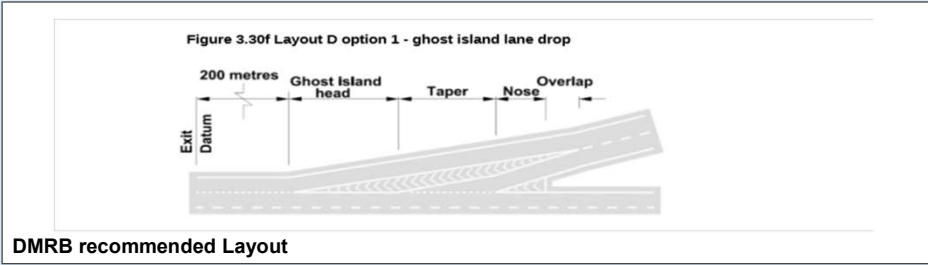 Figure 3.30f Layout D option 1 - ghost island lane drop
200 metres
Ghost Island
head
Taper
Nose
Overlap
Exit
Datum
DMRB recommended Layout